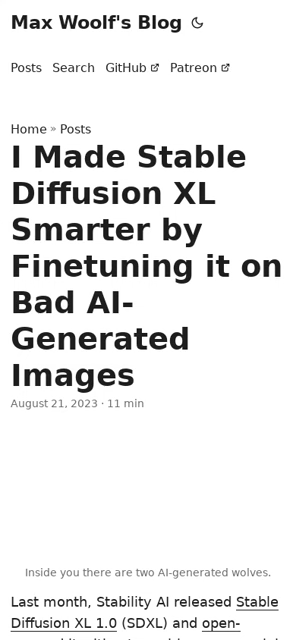 Max Woolf's Blog
Posts Search GitHub Patreon
Home » Posts
I Made Stable
Diffusion XL
Smarter by
Finetuning it on
Bad AI-
Generated
Images
August 21, 2023 · 11 min
Inside you there are two AI-generated wolves.
Last month, Stability AI released Stable
Diffusion XL 1.0 (SDXL) and open-